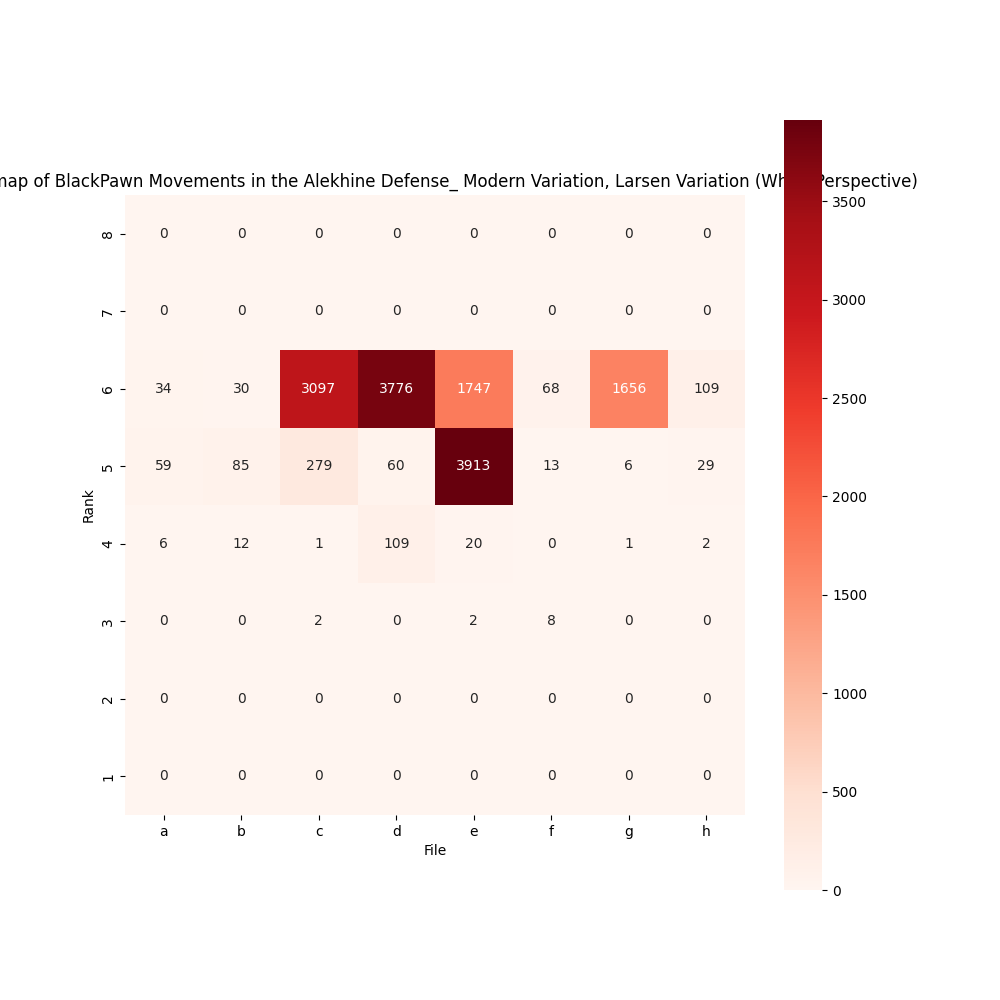 map of BlackPawn Movements in the Alekhine Defense_ Modern Variation, Larsen Variation (Wh Perspective)
8 0 0 0 0 0 0 0 0
7 0 0 0 0 0 0 0 0
6 34 30 3097 3776 1747 68 1656 109
5 59 85 279 60 3913 13 6 29
4 6 12 1 109 20 0 1 2
3 0 0 2 0 2 8 0 0
2 0 0 0 0 0 0 0 0
1 0 0 0 0 0 0 0 0
a b c d e f g h
File
Rank
3500
3000
2500
2000
1500
1000
500
0